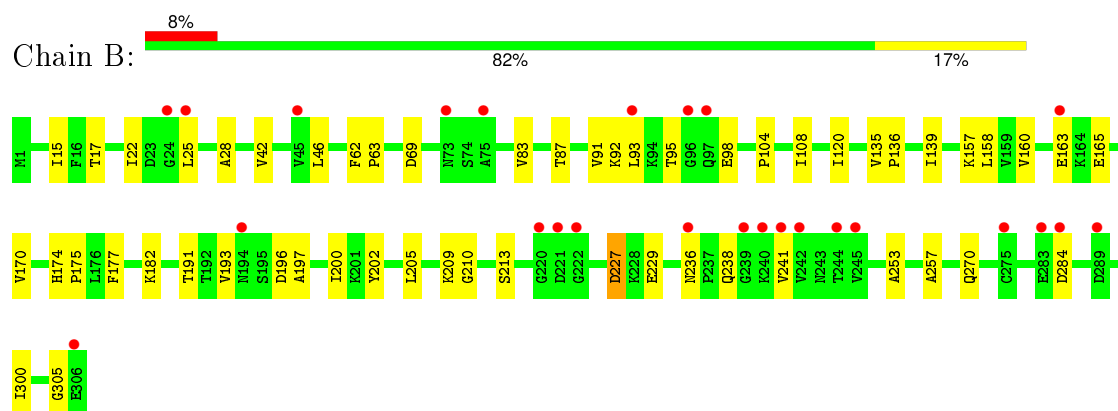 8%
Chain B:
82%
17%
M1 I15 F16 T17 I22 D23 G24 L25 A28 V42 V45 L46 F62 P63 D69 N73 S74 A75 V83 T87 V91 K92 L93 K94 T95 G96 Q97 E98 P104 I108 I120 V135 P136 I139 K157 L158 V159 V160 E163 K164 E165
V170 H174 P175 L176 F177 K182 T191 T192 V193 N194 S195 D196 A197 I200 K201 Y202 L205 K209 G210 S213 G220 D221 G222 D227 K228 E229 N236 P237 Q238 G239 K240 V241 V242 N243 T244 V245 A253 A257 Q270 C275 E283 D284 D289
I300 G305 E306